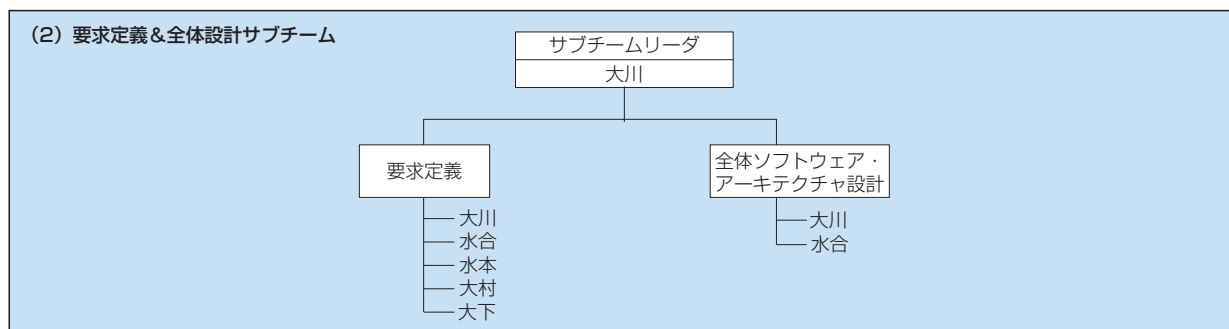 （2）要求定義＆全体設計サブチーム
サブチームリーダ
大川
要求定義
大川
水合
水本
大村
大下
全体ソフトウェア・
アーキテクチャ設計
大川
水合